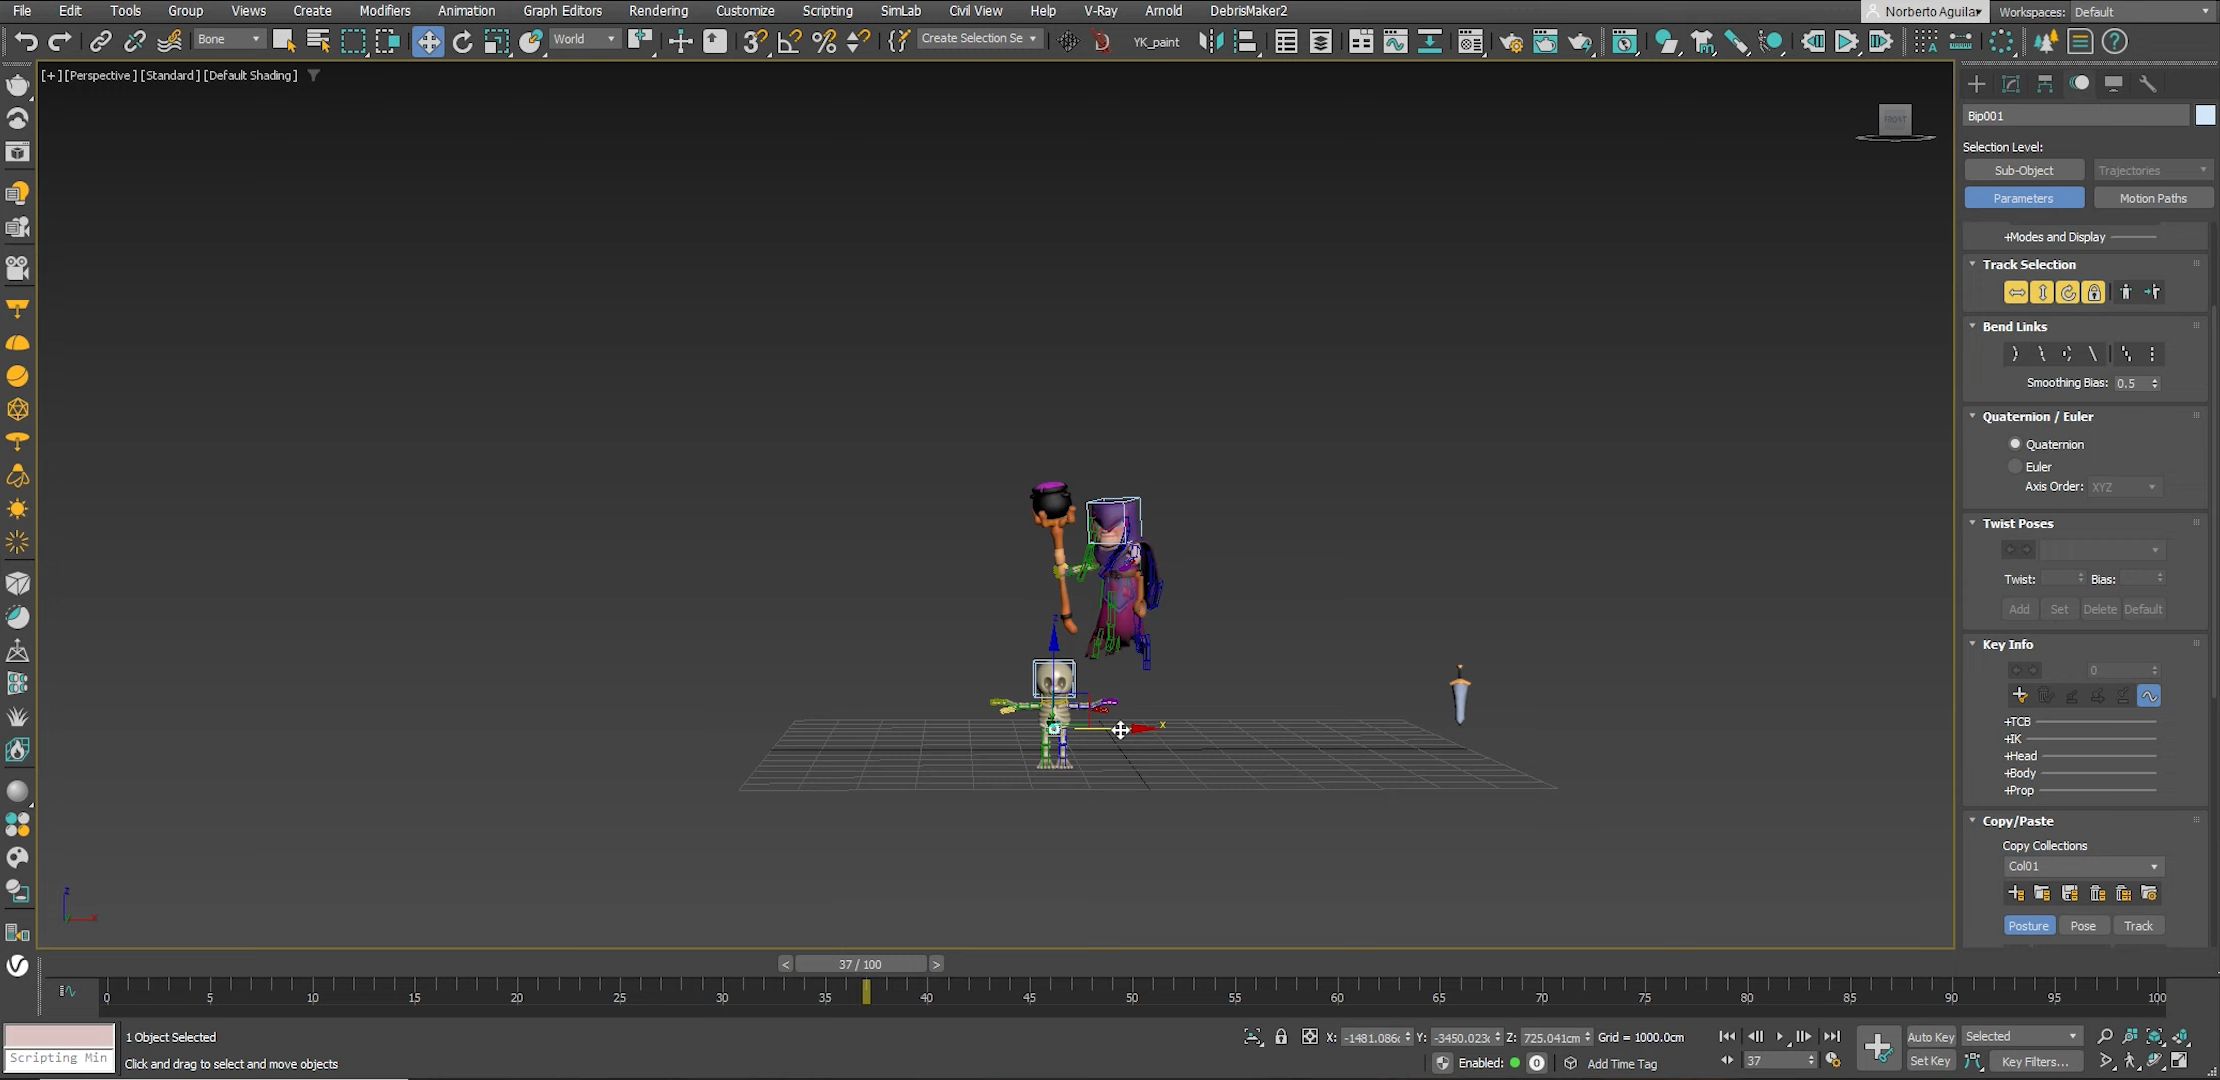 File Edit Tools Group Views Create Modifiers Animation Graph Editors Rendering Customize Scripting SimLab Civil View Help V-Ray Arnold DebrisMaker2 Norberto Aguilar Workspaces: Default
Bone World Create Selection Se YK_paint
[+][Perspective][Standard][Default Shading]
FRONT
Bip001
Selection Level:
Sub-Object Trajectories
Parameters Motion Paths
+Modes and Display
Track Selection
Bend Links
Smoothing Bias: 0.5
Quaternion / Euler
Quaternion
Euler
Axis Order: XYZ
Twist Poses
Twist: Bias:
Add Set Delete Default
Key Info
0
+TCB
+IK
+Head
+Body
+Prop
Copy/Paste
Copy Collections
Col01
Posture Pose Track
z
x
z
x
< 37 / 100 >
0 5 10 15 20 25 30 35 40 45 50 55 60 65 70 75 80 85 90 95 100
1 Object Selected X: -1481.086c Y: -3450.023c Z: 725.041cm Grid = 1000.0cm Auto Key Selected
Scripting Min Click and drag to select and move objects Enabled: 0 Add Time Tag 37 Set Key Key Filters...